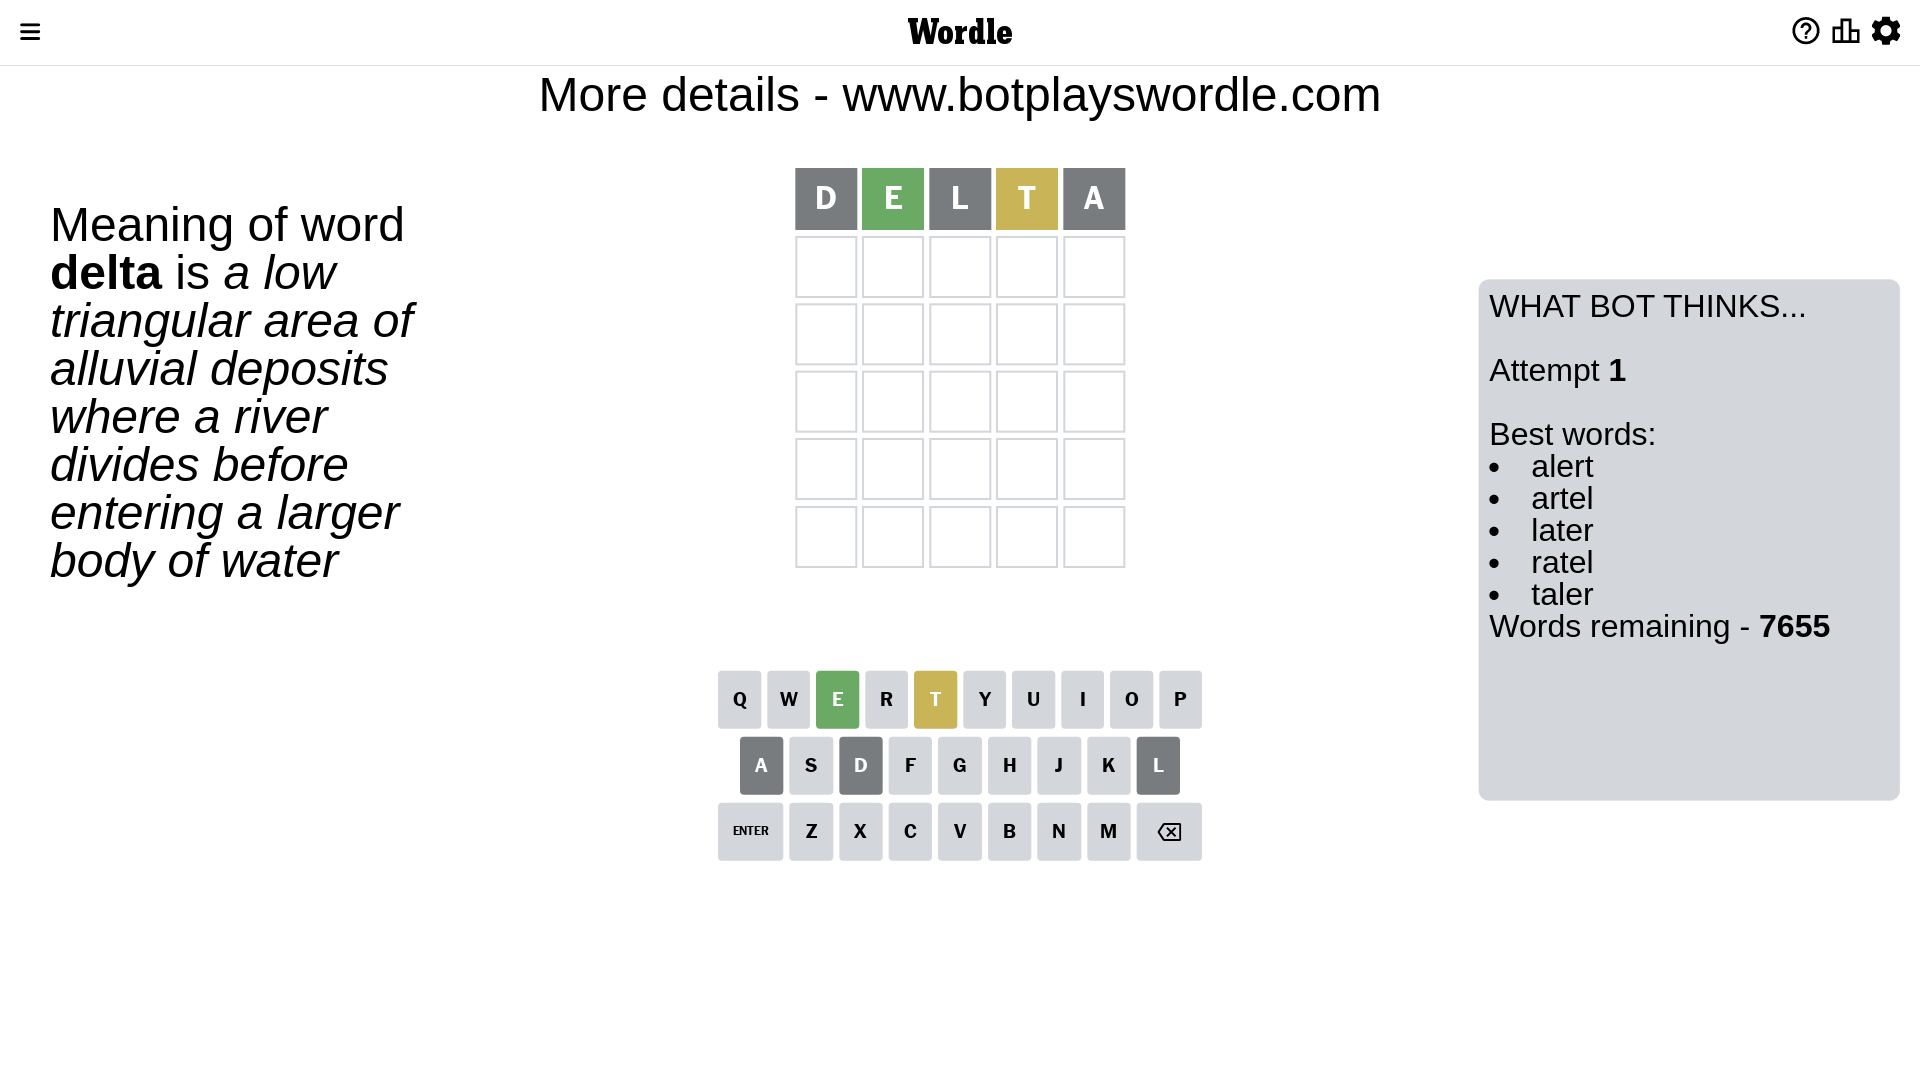 Wordle
More details - www.botplayswordle.com
D E L T A
Meaning of word
delta is a low
triangular area of
alluvial deposits
where a river
divides before
entering a larger
body of water
WHAT BOT THINKS...
Attempt 1
Best words:
• alert
• artel
• later
• ratel
• taler
Words remaining - 7655
Q W E R T Y U I O P
A S D F G H J K L
ENTER Z X C V B N M